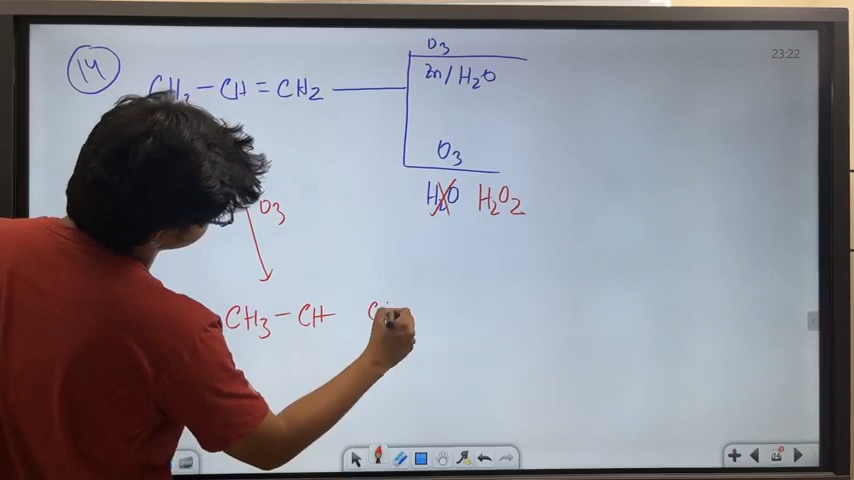 14
O3
CH3-CH=CH2
Zn/H2O
O3
H2O H2O2
O3
CH3-CH
23:22